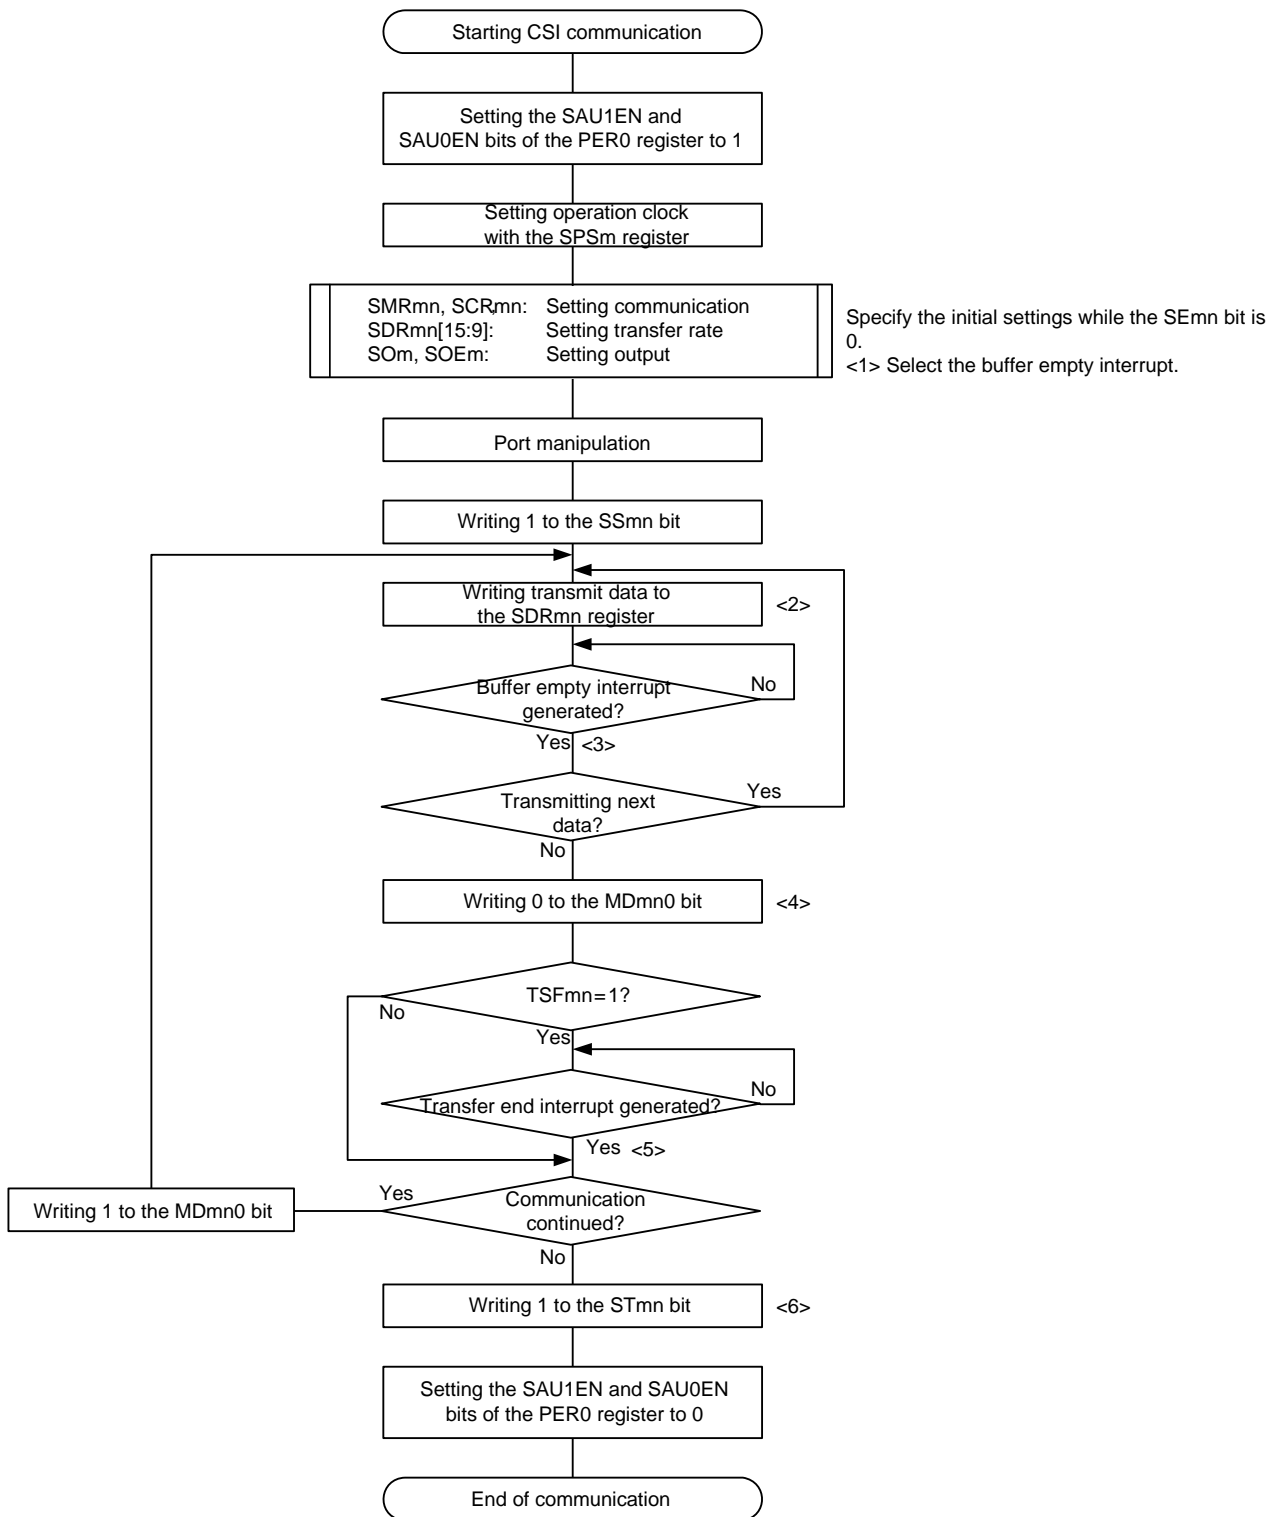 Starting CSI communication
Setting the SAU1EN and
SAU0EN bits of the PER0 register to 1
Setting operation clock
with the SPSm register
SMRmn, SCRmn: Setting communication
SDRmn[15:9]: Setting transfer rate
SOm, SOEm: Setting output
Specify the initial settings while the SEmn bit is
0.
<1> Select the buffer empty interrupt.
Port manipulation
Writing 1 to the SSmn bit
Writing transmit data to
the SDRmn register
<2>
Buffer empty interrupt
generated?
No
Yes <3>
Transmitting next
data?
Yes
No
Writing 0 to the MDmn0 bit
<4>
TSFmn=1?
No
Yes
Transfer end interrupt generated?
No
Yes <5>
Communication
continued?
Yes
Writing 1 to the MDmn0 bit
No
Writing 1 to the STmn bit
<6>
Setting the SAU1EN and SAU0EN
bits of the PER0 register to 0
End of communication